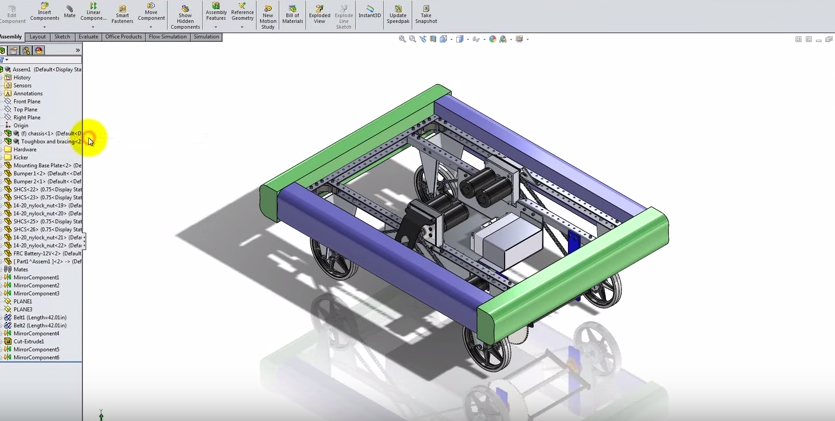 Edit Component
Insert Components
Mate
Linear Compone...
Smart Fasteners
Move Component
Show Hidden Components
Assembly Features
Reference Geometry
New Motion Study
Bill of Materials
Exploded View
Explode Line Sketch
Instant3D
Update Speedpak
Take Snapshot
Assembly Layout Sketch Evaluate Office Products Flow Simulation Simulation
Assem1 (Default<Display Sta
History
Sensors
Annotations
Front Plane
Top Plane
Right Plane
Origin
(f) chassis<1> (Default<D
Toughbox and bracing<2>
Hardware
Kicker
Mounting Base Plate<2> (De
Bumper 1<2> (Default<<De
Bumper 2<1> (Default<<De
SHCS<22> (0.75<Display Stat
SHCS<23> (0.75<Display Stat
14-20_nylock_nut<19> (Defau
14-20_nylock_nut<20> (Defau
SHCS<25> (0.75<Display Stat
SHCS<26> (0.75<Display Stat
14-20_nylock_nut<21> (Defau
14-20_nylock_nut<22> (Defau
FRC Battery-12V<2> (Default
[ Part1^Assem1 ]<2> -> (De
Mates
MirrorComponent1
MirrorComponent2
MirrorComponent3
PLANE1
PLANE3
Belt1 (Length=42.01in)
Belt2 (Length=42.01in)
MirrorComponent4
Cut-Extrude1
MirrorComponent5
MirrorComponent6
Y